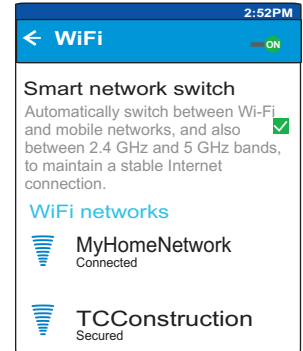 2:52PM
WiFi
ON
Smart network switch
Automatically switch between Wi-Fi
and mobile networks, and also
between 2.4 GHz and 5 GHz bands,
to maintain a stable Internet
connection.
WiFi networks
MyHomeNetwork
Connected
TCConstruction
Secured